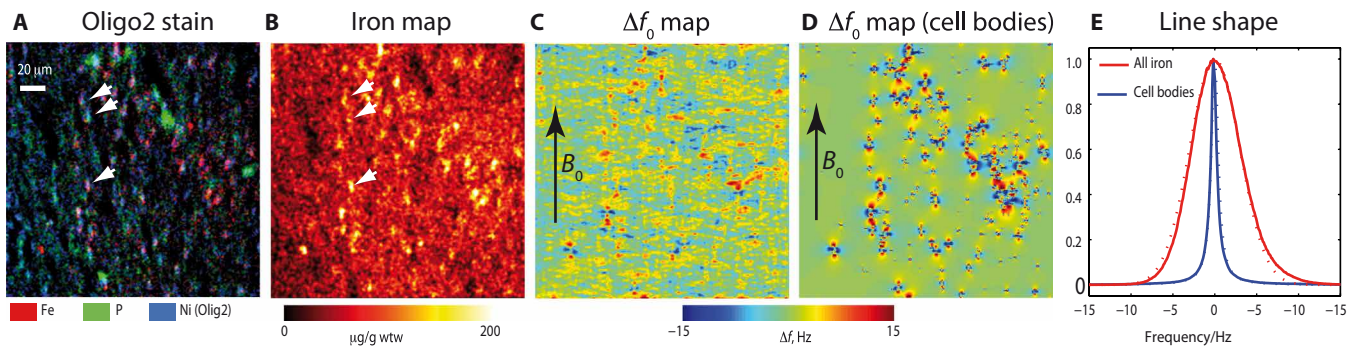 A Oligo2 stain
B Iron map
C Δf0 map
D Δf0 map (cell bodies)
E Line shape
20 µm
B0
B0
All iron
Cell bodies
1.0
0.8
0.6
0.4
0.2
0
-15 -10 -5 0 -5 -10 -15
Frequency/Hz
Fe P Ni (Olig2)
0 µg/g wtw 200
−15 Δf, Hz 15